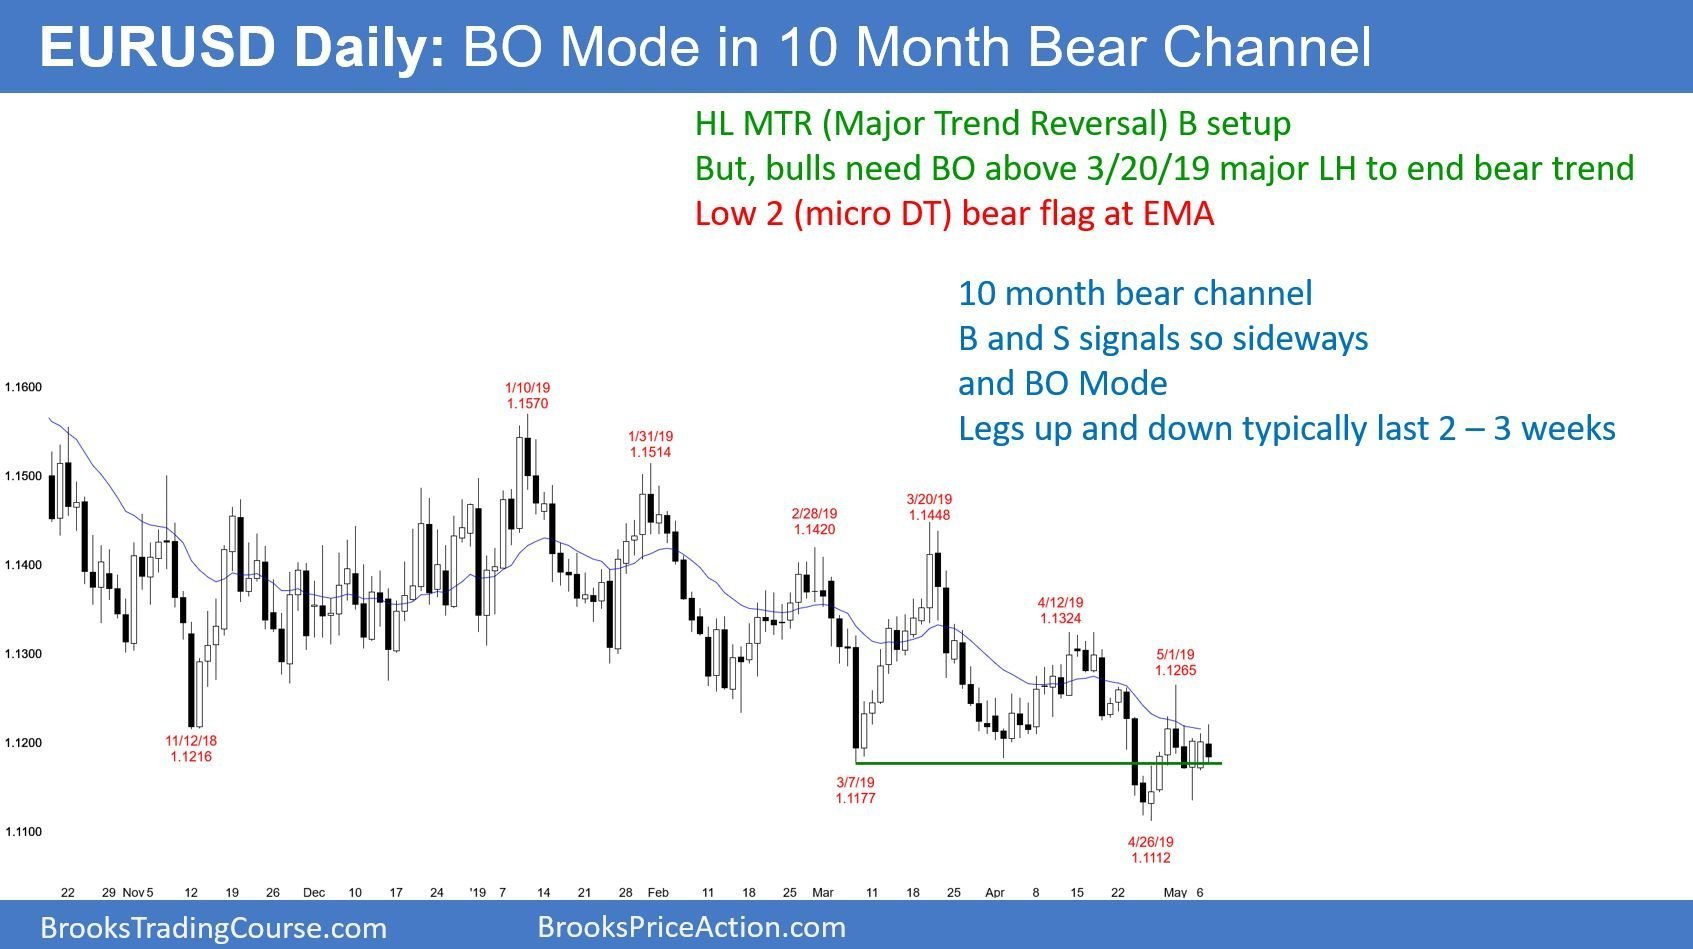 EURUSD Daily: BO Mode in 10 Month Bear Channel
HL MTR (Major Trend Reversal) B setup
But, bulls need BO above 3/20/19 major LH to end bear trend
Low 2 (micro DT) bear flag at EMA
10 month bear channel
B and S signals so sideways
and BO Mode
Legs up and down typically last 2 – 3 weeks
1.1600
1.1500
1.1400
1.1300
1.1200
1.1100
1/10/19
1.1570
1/31/19
1.1514
2/28/19
1.1420
3/20/19
1.1448
4/12/19
1.1324
5/1/19
1.1265
11/12/18
1.1216
3/7/19
1.1177
4/26/19
1.1112
22 29 Nov 5 12 19 26 Dec 10 17 24 '19 7 14 21 28 Feb 11 18 25 Mar 11 18 25 Apr 8 15 22 May 6
BrooksTradingCourse.com BrooksPriceAction.com